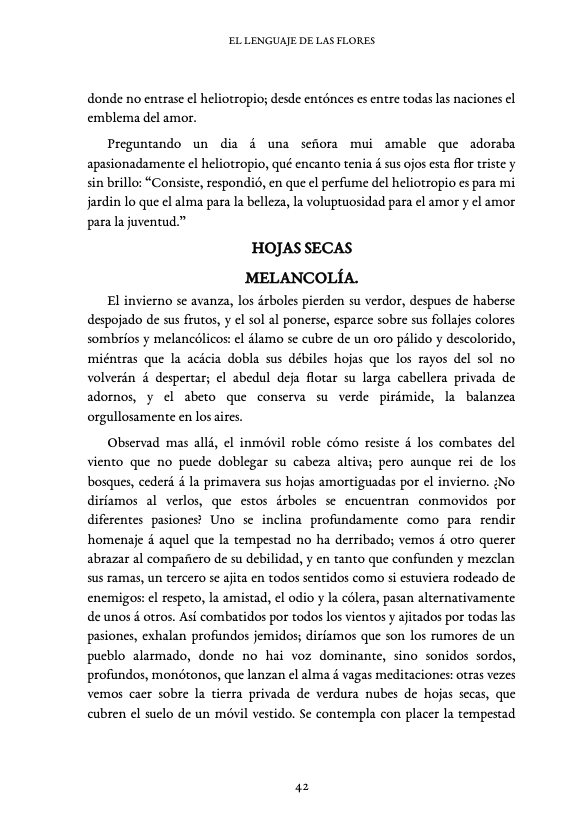 EL LENGUAJE DE LAS FLORES
donde no entrase el heliotropio; desde entónces es entre todas las naciones el
emblema del amor.
Preguntando un dia á una señora mui amable que adoraba
apasionadamente el heliotropio, qué encanto tenia á sus ojos esta flor triste y
sin brillo: “Consiste, respondió, en que el perfume del heliotropio es para mi
jardin lo que el alma para la belleza, la voluptuosidad para el amor y el amor
para la juventud.”
HOJAS SECAS
MELANCOLÍA.
El invierno se avanza, los árboles pierden su verdor, despues de haberse
despojado de sus frutos, y el sol al ponerse, esparce sobre sus follajes colores
sombríos y melancólicos: el álamo se cubre de un oro pálido y descolorido,
miéntras que la acácia dobla sus débiles hojas que los rayos del sol no
volverán á despertar; el abedul deja flotar su larga cabellera privada de
adornos, y el abeto que conserva su verde pirámide, la balanzea
orgullosamente en los aires.
Observad mas allá, el inmóvil roble cómo resiste á los combates del
viento que no puede doblegar su cabeza altiva; pero aunque rei de los
bosques, cederá á la primavera sus hojas amortiguadas por el invierno. ¿No
diríamos al verlos, que estos árboles se encuentran conmovidos por
diferentes pasiones? Uno se inclina profundamente como para rendir
homenaje á aquel que la tempestad no ha derribado; vemos á otro querer
abrazar al compañero de su debilidad, y en tanto que confunden y mezclan
sus ramas, un tercero se ajita en todos sentidos como si estuviera rodeado de
enemigos: el respeto, la amistad, el odio y la cólera, pasan alternativamente
de unos á otros. Así combatidos por todos los vientos y ajitados por todas las
pasiones, exhalan profundos jemidos; diríamos que son los rumores de un
pueblo alarmado, donde no hai voz dominante, sino sonidos sordos,
profundos, monótonos, que lanzan el alma á vagas meditaciones: otras veces
vemos caer sobre la tierra privada de verdura nubes de hojas secas, que
cubren el suelo de un móvil vestido. Se contempla con placer la tempestad
42